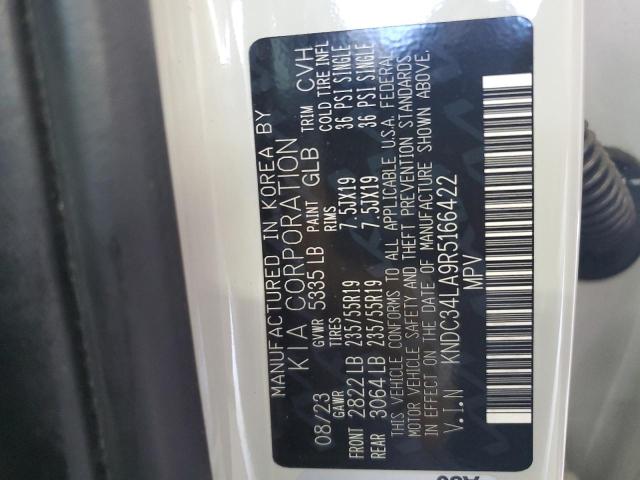 MANUFACTURED IN KOREA BY
KIA CORPORATION
08/23 GVWR 5335 LB PAINT GLB TRIM CVH
GAWR TIRES RIMS COLD TIRE INFL
FRONT 2822 LB 235/55R19 7.5JX19 36 PSI SINGLE
REAR 3064 LB 235/55R19 7.5JX19 36 PSI SINGLE
THIS VEHICLE CONFORMS TO ALL APPLICABLE U.S.A. FEDERAL
MOTOR VEHICLE SAFETY AND THEFT PREVENTION STANDARDS
IN EFFECT ON THE DATE OF MANUFACTURE SHOWN ABOVE.
V.I.N KNDC34LA9R5166422
MPV